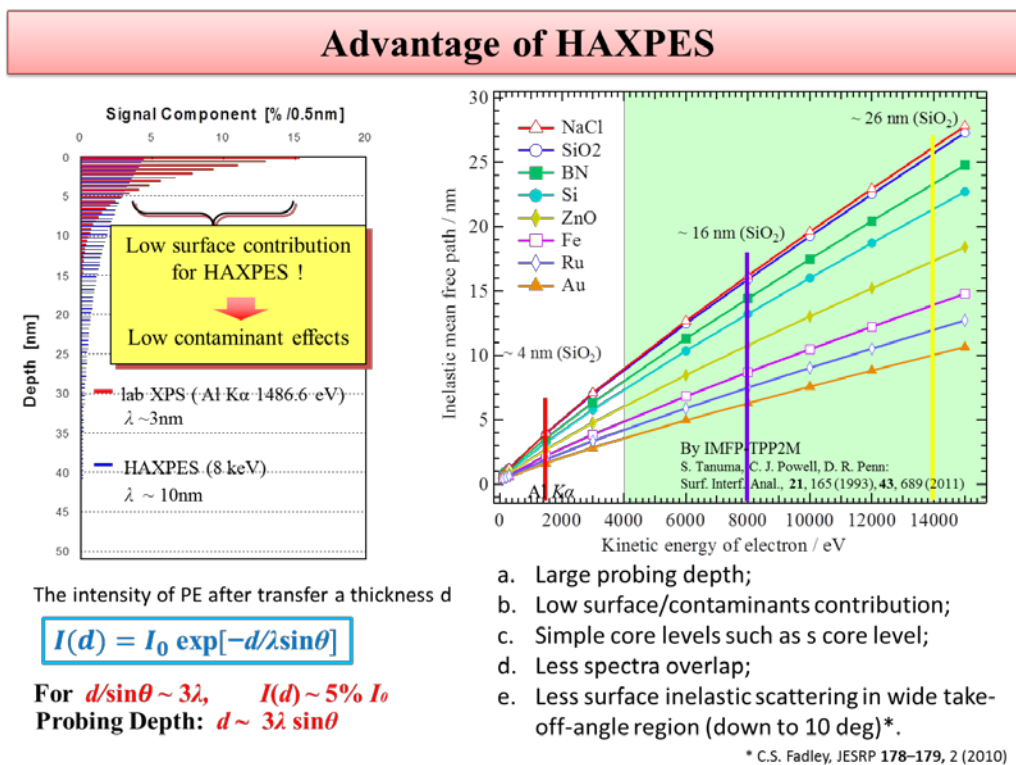 Advantage of HAXPES
Signal Component [% /0.5nm]
0 5 10 15 20
0
5
10
15
20
25
30
35
40
45
50
Depth [nm]
Low surface contribution
for HAXPES !
Low contaminant effects
lab XPS ( Al Kα 1486.6 eV)
λ ~3nm
HAXPES (8 keV)
λ ~ 10nm
The intensity of PE after transfer a thickness d
I(d) = I₀ exp[−d/λsinθ]
For d/sinθ ~ 3λ, I(d) ~ 5% I₀
Probing Depth: d ~ 3λ sinθ
30
25
20
15
10
5
0
Inelastic mean free path / nm
NaCl
SiO2
BN
Si
ZnO
Fe
Ru
Au
~ 26 nm (SiO₂)
~ 16 nm (SiO₂)
~ 4 nm (SiO₂)
By IMFP-TPP2M
S. Tanuma, C. J. Powell, D. R. Penn:
Surf. Interf. Anal., 21, 165 (1993), 43, 689 (2011)
Al Kα
0 2000 4000 6000 8000 10000 12000 14000
Kinetic energy of electron / eV
a. Large probing depth;
b. Low surface/contaminants contribution;
c. Simple core levels such as s core level;
d. Less spectra overlap;
e. Less surface inelastic scattering in wide take-
off-angle region (down to 10 deg)*.
* C.S. Fadley, JESRP 178–179, 2 (2010)